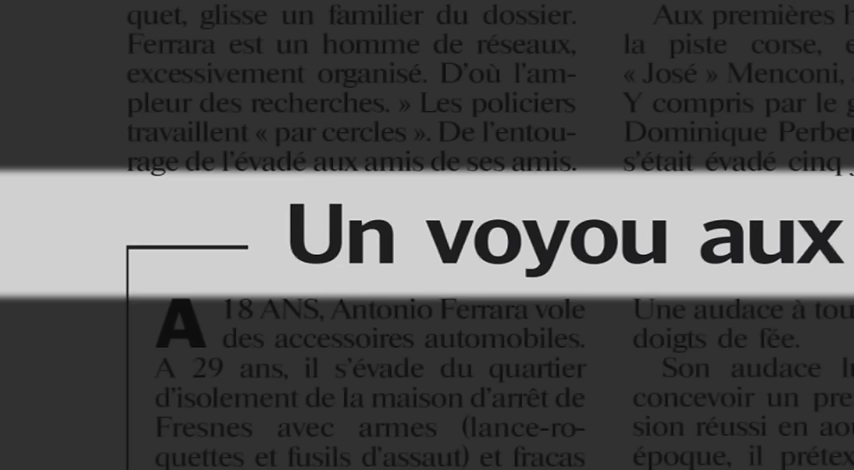 quet, glisse un familier du dossier.
Ferrara est un homme de réseaux,
excessivement organisé. D'où l'am-
pleur des recherches. » Les policiers
travaillent « par cercles ». De l'entou-
rage de l'évadé aux amis de ses amis.
Aux premières h
la piste corse, e
« José » Menconi,
Y compris par le g
Dominique Perben
s'était évadé cinq j
Un voyou aux
A 18 ANS, Antonio Ferrara vole
des accessoires automobiles.
A 29 ans, il s'évade du quartier
d'isolement de la maison d'arrêt de
Fresnes avec armes (lance-ro-
quettes et fusils d'assaut) et fracas
Une audace à tou
doigts de fée.
Son audace l
concevoir un pre
sion réussi en aoû
époque, il prétex